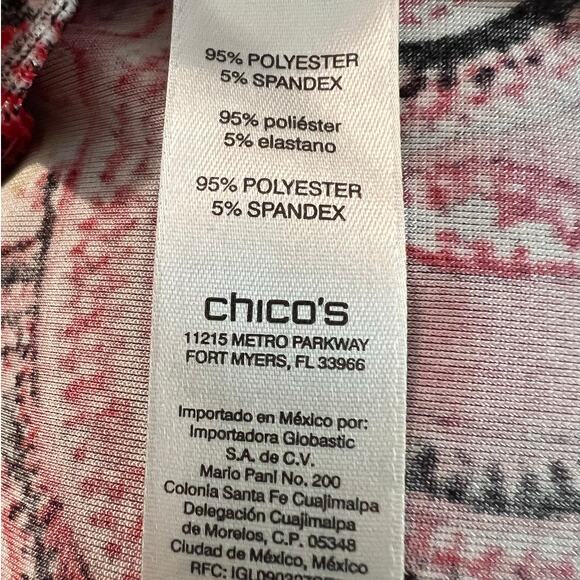 95% POLYESTER
5% SPANDEX
95% poliéster
5% elastano
95% POLYESTER
5% SPANDEX
chico's
11215 METRO PARKWAY
FORT MYERS, FL 33966
Importado en México por:
Importadora Globastic
S.A. de C.V.
Mario Pani No. 200
Colonia Santa Fe Cuajimalpa
Delegación Cuajimalpa
de Morelos, C.P. 05348
Ciudad de México, México
RFC: